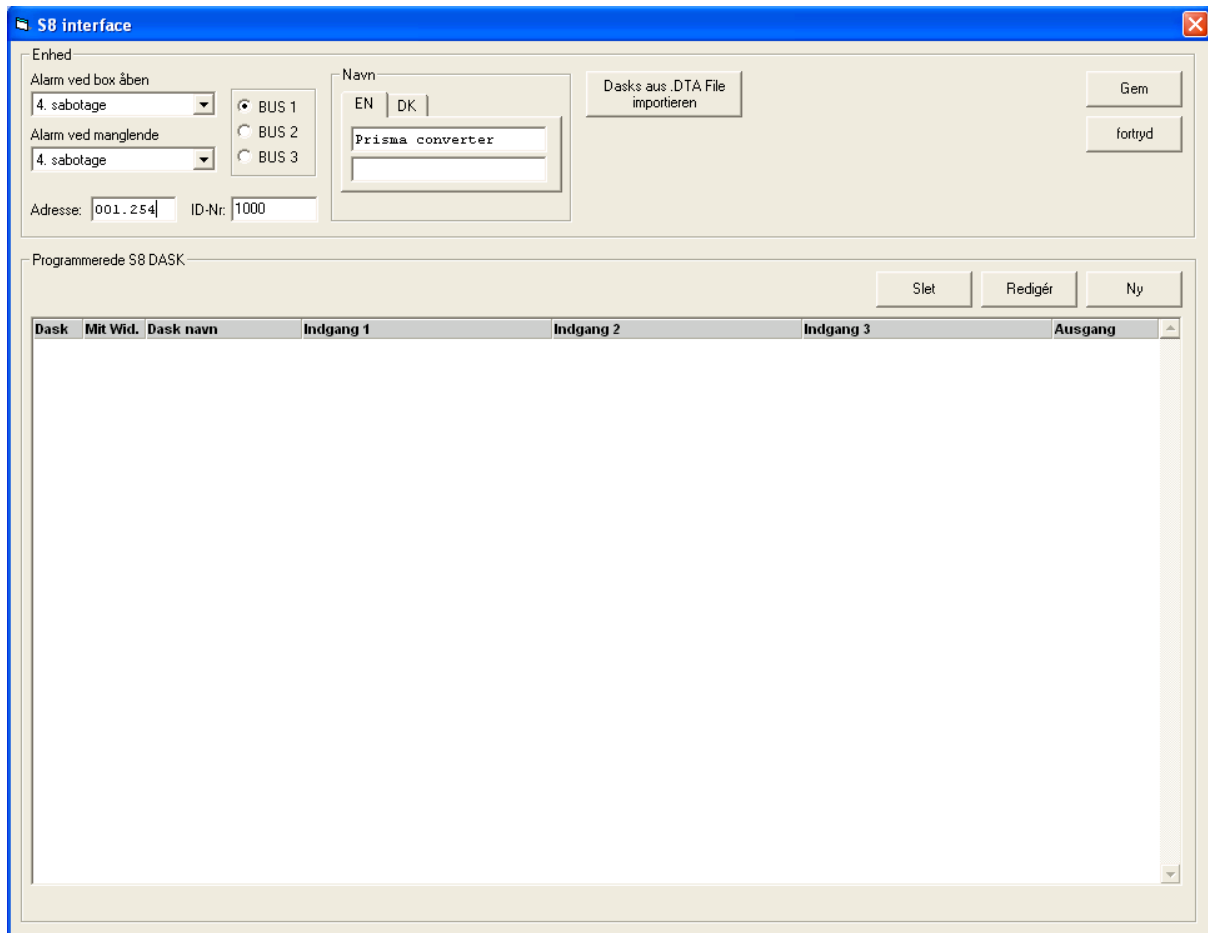 S8 interface
Enhed
Alarm ved box åben
4. sabotage
Alarm ved manglende
4. sabotage
BUS 1
BUS 2
BUS 3
Adresse: 001.254 ID-Nr: 1000
Navn
EN DK
Prisma converter
Dasks aus .DTA File
importieren
Gem
fortryd
Programmerede S8 DASK
Slet Redigér Ny
Dask Mit Wid. Dask navn Indgang 1 Indgang 2 Indgang 3 Ausgang